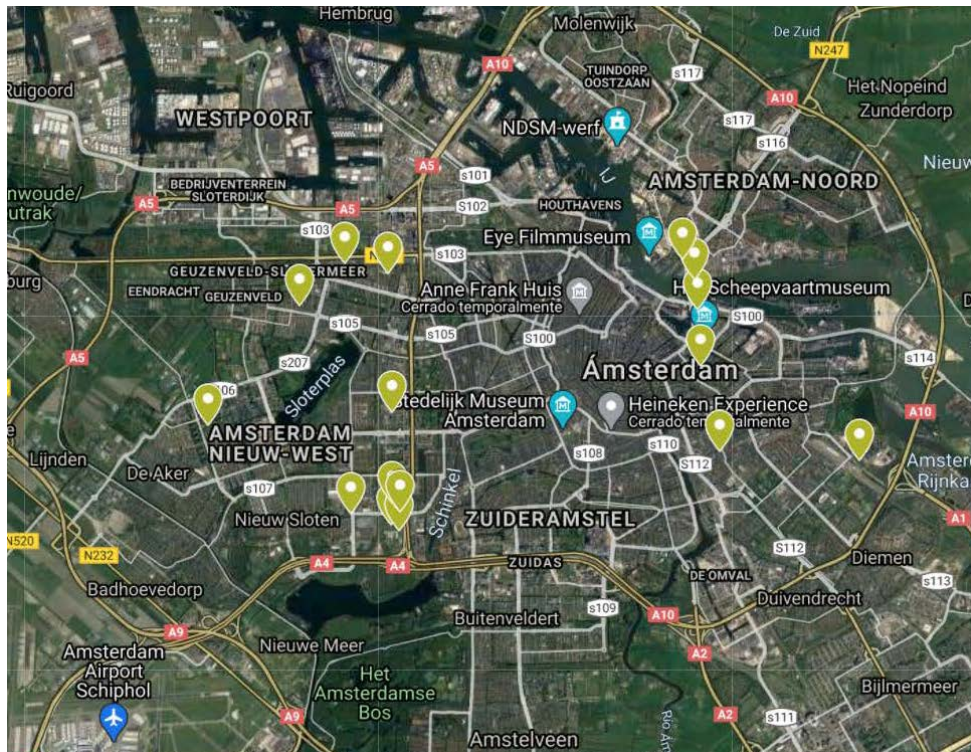 Hembrug
Molenwijk
De Zuid
N247
A10
s117
TUINDORP
OOSTZAAN
Het Nopeind
Zunderdorp
A10
Ruigoord
WESTPOORT
NDSM-werf
s117
s116
IJ
A5
s101
BEDRIJVENTERREIN
SLOTERDIJK
AMSTERDAM-NOORD
S102
HOUTHAVENS
A5
A5
s103
s103
Eye Filmmuseum
GEUZENVELD-SLOTERMEER
EENDRACHT
GEUZENVELD
Anne Frank Huis
Cerrado temporalmente
Scheepvaartmuseum
S100
s105
s105
S100
A5
s207
s114
Sloterplas
Ámsterdam
Stedelijk Museum
Amsterdam
Heineken Experience
Cerrado temporalmente
A10
AMSTERDAM
NIEUW-WEST
Lijnden
De Aker
s110
s108
S112
s107
Schinkel
Nieuw Sloten
ZUIDERAMSTEL
A1
N520
N232
A4
A4
ZUIDAS
S112
Diemen
DE OMVAL
s113
Badhoevedorp
Duivendrecht
s109
A10
Buitenveldert
A9
Nieuwe Meer
A2
Amsterdam
Airport
Schiphol
Het
Amsterdamse
Bos
Bijlmermeer
A9
A2
s111
Amstelveen